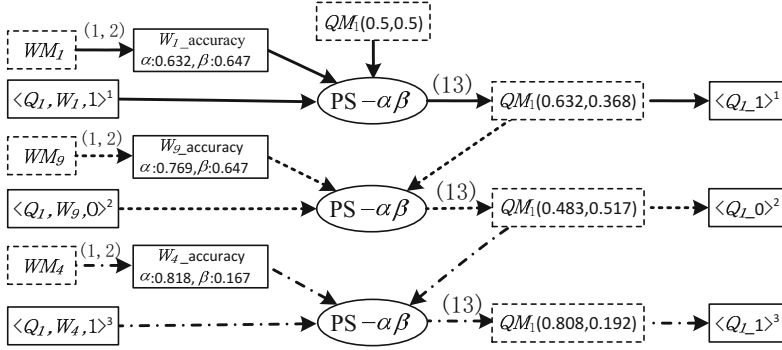 QM₁(0.5,0.5)
WM₁
(1, 2)
W₁_accuracy
α:0.632, β:0.647
<Q₁, W₁, 1>¹
PS－αβ
(13)
QM₁(0.632,0.368)
<Q₁_1>¹
WM₉
(1, 2)
W₉_accuracy
α:0.769, β:0.647
<Q₁, W₉, 0>²
PS－αβ
(13)
QM₁(0.483,0.517)
<Q₁_0>²
WM₄
(1, 2)
W₄_accuracy
α:0.818, β:0.167
<Q₁, W₄, 1>³
PS－αβ
(13)
QM₁(0.808,0.192)
<Q₁_1>³